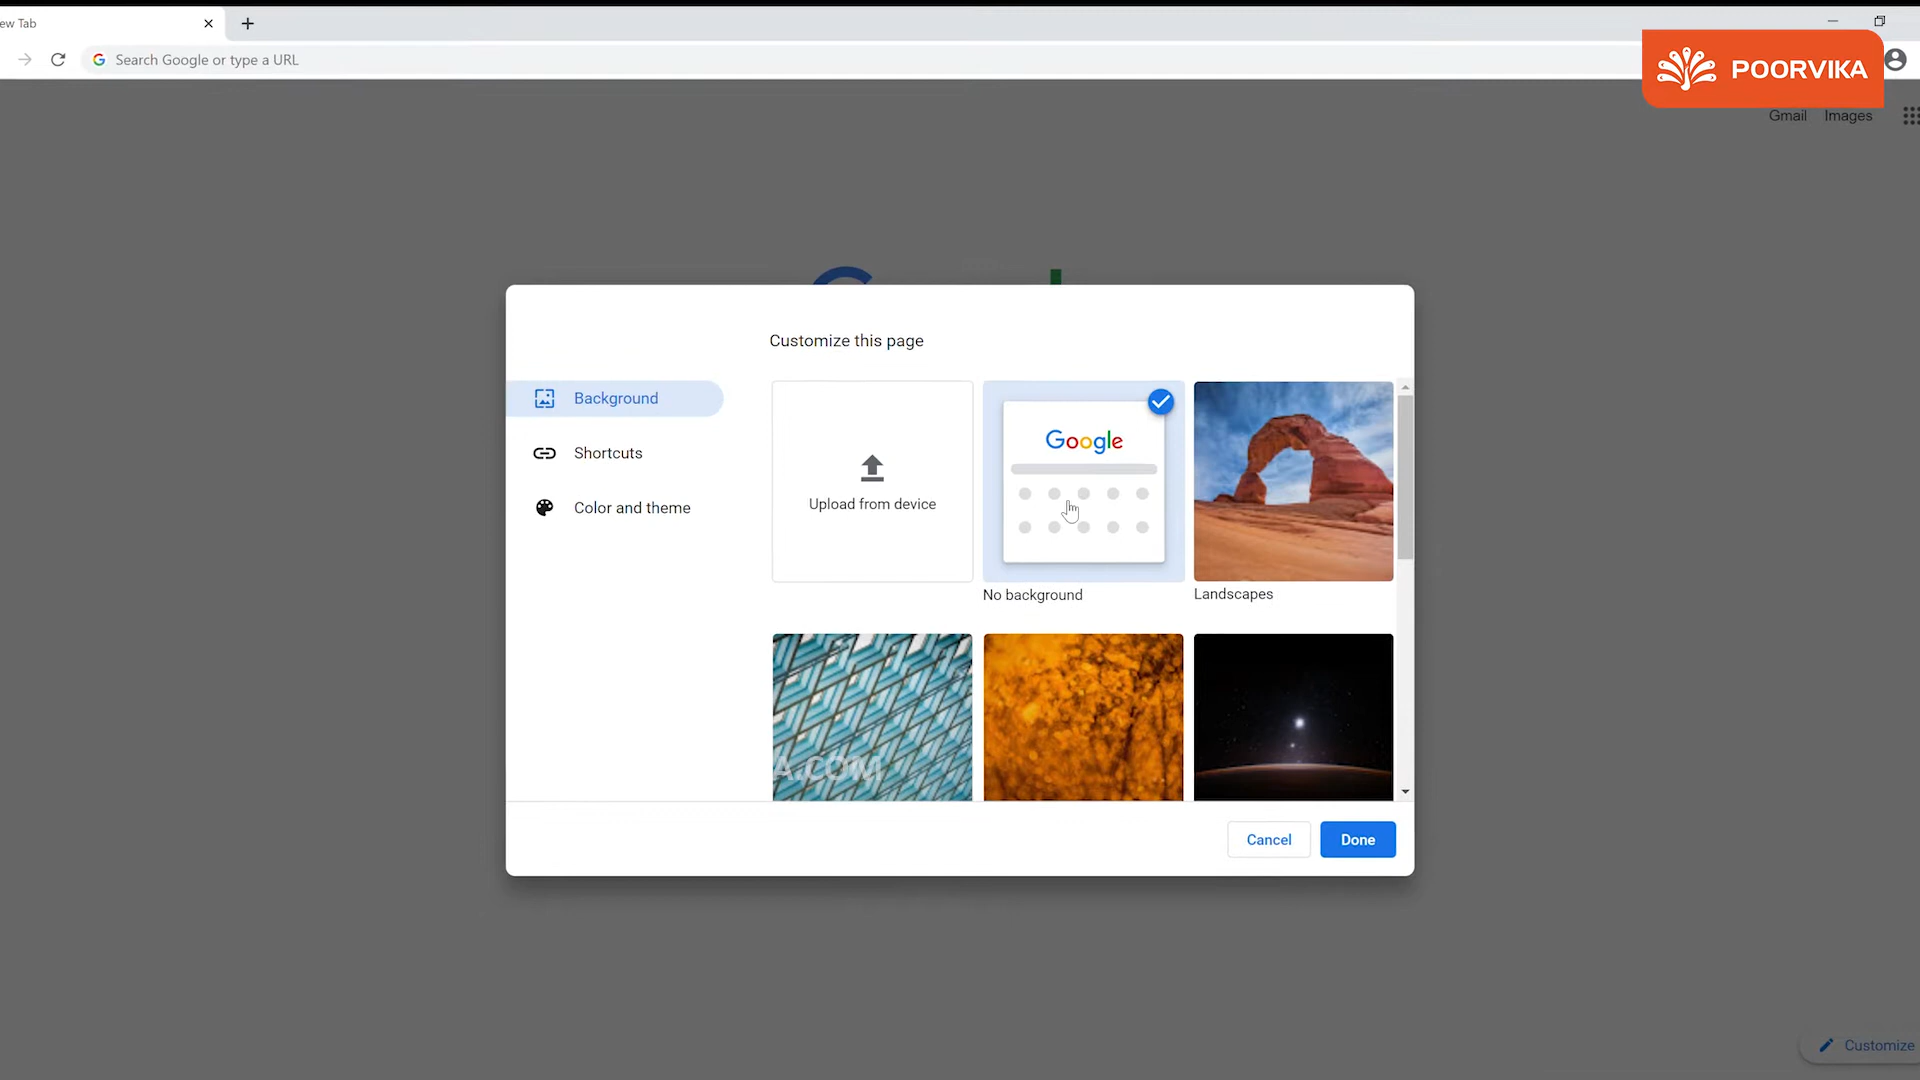 ew Tab
Search Google or type a URL
POORVIKA
Gmail Images
Customize this page
Background
Shortcuts
Color and theme
Upload from device
Google
No background
Landscapes
A.COM
Cancel
Done
Customize